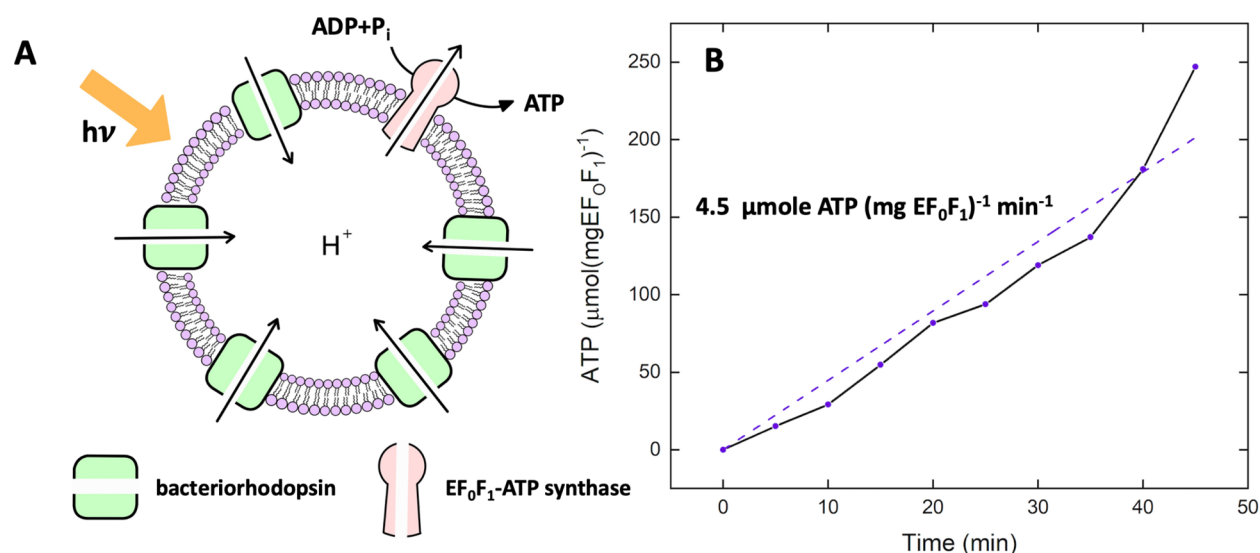 A
ADP+Pi
ATP
hν
H+
bacteriorhodopsin
EF0F1-ATP synthase
B
ATP (μmol(mgEFOF1)-1)
250
200
150
100
50
0
4.5 μmole ATP (mg EF0F1)-1 min-1
0 10 20 30 40 50
Time (min)